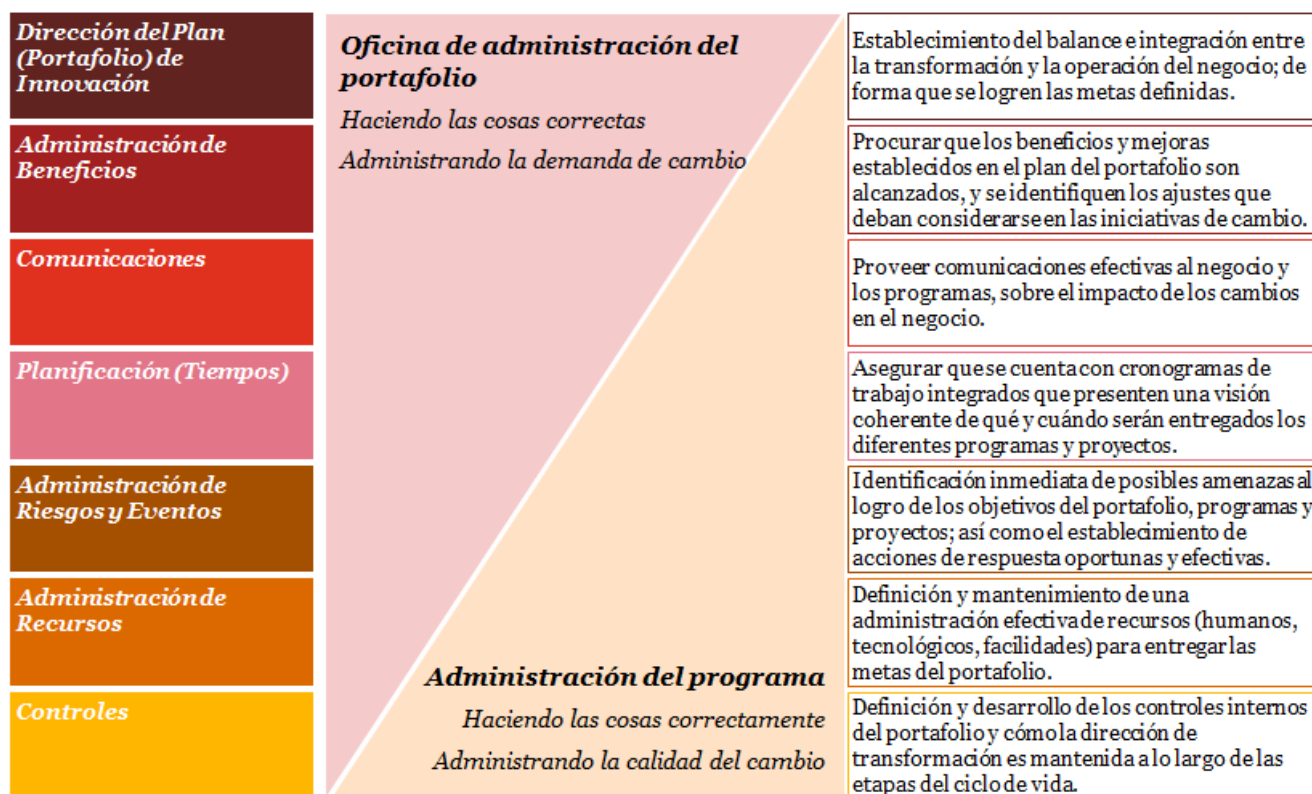 Dirección del Plan
(Portafolio) de
Innovación
Oficina de administración del
portafolio
Haciendo las cosas correctas
Administrando la demanda de cambio
Establecimiento del balance e integración entre
la transformación y la operación del negocio; de
forma que se logren las metas definidas.
Administración de
Beneficios
Procurar que los beneficios y mejoras
establecidos en el plan del portafolio son
alcanzados, y se identifiquen los ajustes que
deban considerarse en las iniciativas de cambio.
Comunicaciones
Proveer comunicaciones efectivas al negocio y
los programas, sobre el impacto de los cambios
en el negocio.
Planificación (Tiempos)
Asegurar que se cuenta con cronogramas de
trabajo integrados que presenten una visión
coherente de qué y cuándo serán entregados los
diferentes programas y proyectos.
Administración de
Riesgos y Eventos
Identificación inmediata de posibles amenazas al
logro de los objetivos del portafolio, programas y
proyectos; así como el establecimiento de
acciones de respuesta oportunas y efectivas.
Administración de
Recursos
Definición y mantenimiento de una
administración efectiva de recursos (humanos,
tecnológicos, facilidades) para entregar las
metas del portafolio.
Administración del programa
Haciendo las cosas correctamente
Administrando la calidad del cambio
Controles
Definición y desarrollo de los controles internos
del portafolio y cómo la dirección de
transformación es mantenida a lo largo de las
etapas del ciclo de vida.